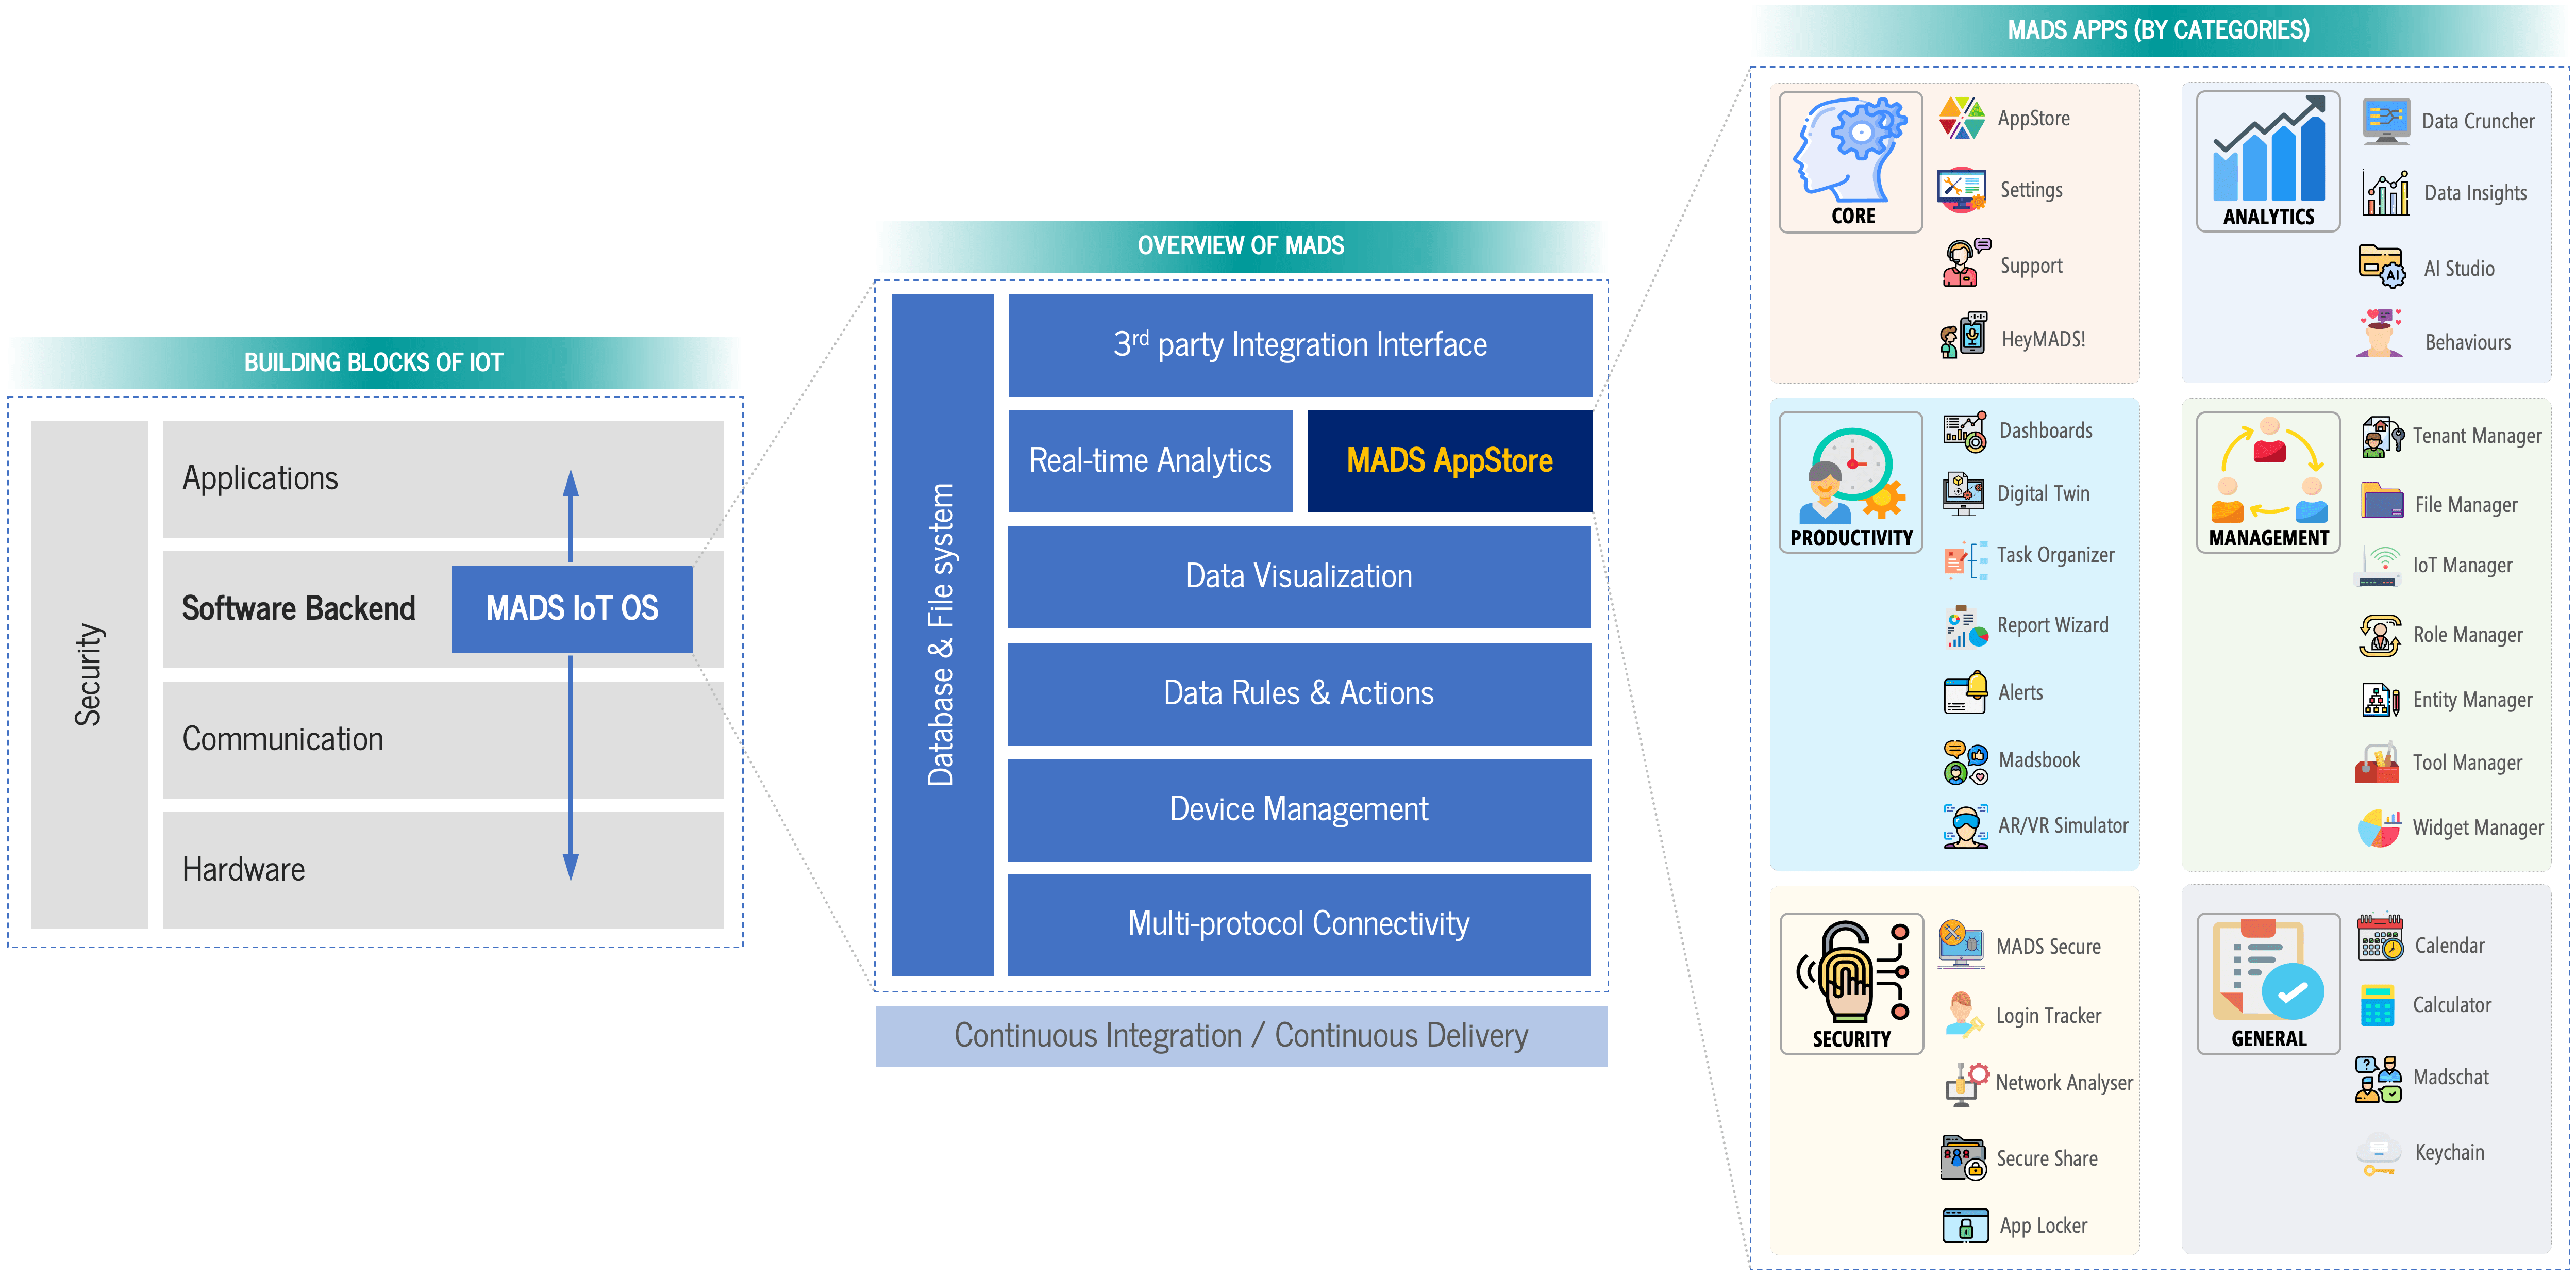 BUILDING BLOCKS OF IOT
Security
Applications
Software Backend
MADS IoT OS
Communication
Hardware
OVERVIEW OF MADS
Database & File system
3rd party Integration Interface
Real-time Analytics
MADS AppStore
Data Visualization
Data Rules & Actions
Device Management
Multi-protocol Connectivity
Continuous Integration / Continuous Delivery
MADS APPS (BY CATEGORIES)
CORE
AppStore
Settings
Support
HeyMADS!
ANALYTICS
Data Cruncher
Data Insights
AI Studio
AI
Behaviours
PRODUCTIVITY
Dashboards
Digital Twin
Task Organizer
Report Wizard
Alerts
Madsbook
AR/VR Simulator
MANAGEMENT
Tenant Manager
File Manager
IoT Manager
Role Manager
Entity Manager
Tool Manager
Widget Manager
SECURITY
MADS Secure
Login Tracker
Network Analyser
Secure Share
App Locker
GENERAL
Calendar
Calculator
Madschat
Keychain